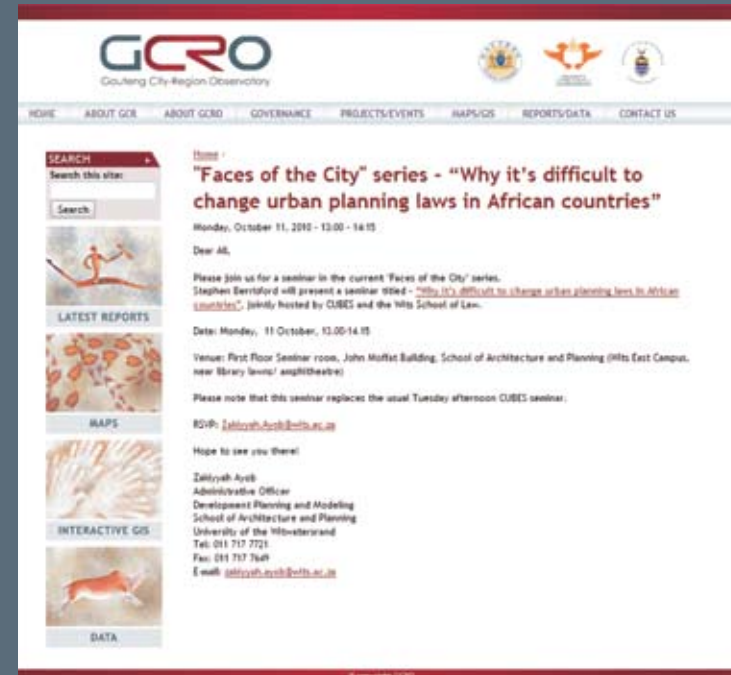 GCRO
Gauteng City-Region Observatory
HOME ABOUT GCR ABOUT GCRO GOVERNANCE PROJECTS/EVENTS MAPS/GIS REPORTS/DATA CONTACT US
SEARCH
Search this site:
Search
LATEST REPORTS
MAPS
INTERACTIVE GIS
DATA
Home ›
"Faces of the City" series - “Why it’s difficult to
change urban planning laws in African countries”
Monday, October 11, 2010 - 13:00 - 14:15
Dear All,
Please join us for a seminar in the current 'Faces of the City' series.
Stephen Berrisford will present a seminar titled - "Why it's difficult to change urban planning laws in African
countries", jointly hosted by CUBES and the Wits School of Law.
Date: Monday, 11 October, 13.00-14.15
Venue: First Floor Seminar room, John Moffat Building, School of Architecture and Planning (Wits East Campus,
near library lawns/ amphitheatre)
Please note that this seminar replaces the usual Tuesday afternoon CUBES seminar.
RSVP: Zakiyyah.Ayob@wits.ac.za
Hope to see you there!
Zakiyyah Ayob
Administrative Officer
Development Planning and Modeling
School of Architecture and Planning
University of the Witwatersrand
Tel: 011 717 7721
Fax: 011 717 7649
E-mail: zakiyyah.ayob@wits.ac.za